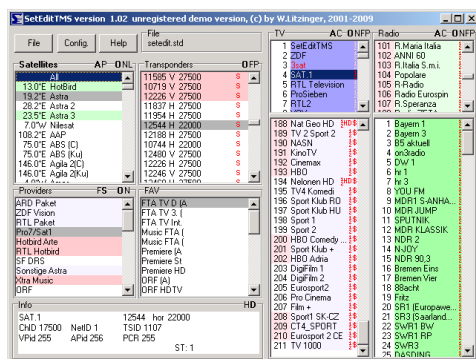 SetEditTMS version 1.02 unregistered demo version, (c) by W.Litzinger, 2001-2009
File
Config.
Help
File
setedit.std
Satellites AP ONL
All
13.0°E HotBird
19.2°E Astra
28.2°E Astra 2
23.5°E Astra 3
7.0°W Nilesat
108.2°E AAP
75.0°E ABS (C)
75.0°E ABS (Ku)
146.0°E Agila 2(C)
146.0°E Agila 2(Ku)
Transponders OFP
11585 V 27500 S
10719 V 27500 S
12226 V 27500 S
11837 H 27500 S
11954 H 27500 S
12544 H 22000 S
12188 H 27500 S
10744 H 22000 S
12480 V 27500 S
12226 H 27500 S
12246 V 27500 S
Providers FS ON
ARD Paket
ZDF Vision
RTL Paket
Pro7/Sat1
Hotbird Arte
RTL Hotbird
SF DRS
Sonstige Astra
Xtra Music
ORF
FAV
FTA TV D (A
FTA TV 3. (
FTA TV Int.
Music FTA (
Music FTA (
Premiere (A
Premiere St
Premiere HD
ORF (A)
ORF HDTV
Info HD
SAT.1 12544 hor 22000
ChID 17500 NetID 1 TSID 1107
VPid 255 APid 256 PCR 255
ST: 1
TV AC ONFP
1 SetEditTMS
2 ZDF
3 3sat
4 SAT.1
5 RTL Television
6 ProSieben
7 RTL2
188 Nat Geo HD HD$
189 TV 2 Sport 2 $
190 NASN $
191 KinoTV $
192 Cinemax $
193 HBO $
194 Nelonen HD HD$
195 TV4 Komedi $
196 Sport Klub RO $
197 Sport Klub HU $
198 Sport 1 $
199 Sport 2 $
200 HBO Comedy ... $
201 Sport Klub + $
202 HBO Adria $
203 DigiFilm 1 $
204 DigiFilm 2 $
205 Eurosport2 $
206 Pro Cinema $
207 Film + $
208 Sport1 SK-CZ $
209 CT4_SPORT $
210 Eurosport 2 CE $
211 TV 1000 $
Radio AC ONFP
101 R.Maria Italia
102 ANNI 60
103 R.Italia S.m.i.
104 Popolare
105 R-Radio
106 Radio Eurospin
107 R.Speranza
1 Bayern 1
2 Bayern 3
3 B5 aktuell
4 on3radio
5 DW 1
6 hr 1
7 hr 3
8 YOU FM
9 MDR1 S-ANHA...
10 MDR JUMP
11 SPUTNIK
12 MDR KLASSIK
13 NDR 2
14 N-JOY
15 NDR 90,3
16 Bremen Eins
17 Bremen Vier
18 88acht
19 Fritz
20 SR1 (Europawe...
21 SR3 (Saarland...
22 SWR1 BW
23 SWR1 RP
24 SWR3
25 DASDING